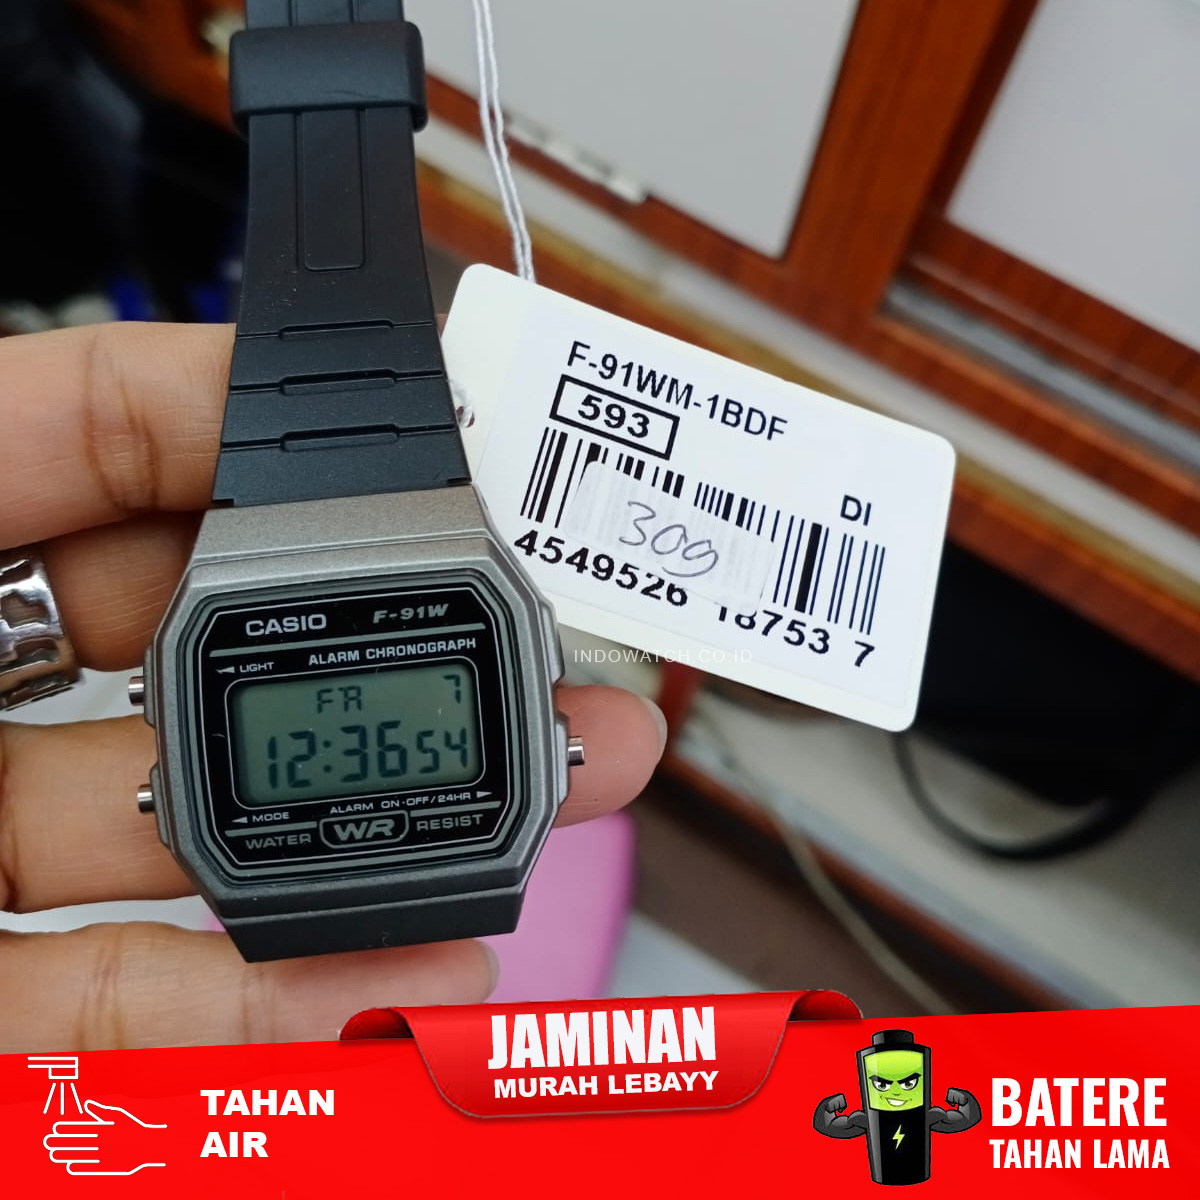 F-91WM-1BDF
593
DI
309
4549526 18753 7
CASIO F-91W
ALARM CHRONOGRAPH
LIGHT
FR 7
12:36 54
ALARM ON·OFF/24HR
MODE
WATER WR RESIST
INDOWATCH.CO.ID
JAMINAN
MURAH LEBAYY
TAHAN
AIR
BATERE
TAHAN LAMA